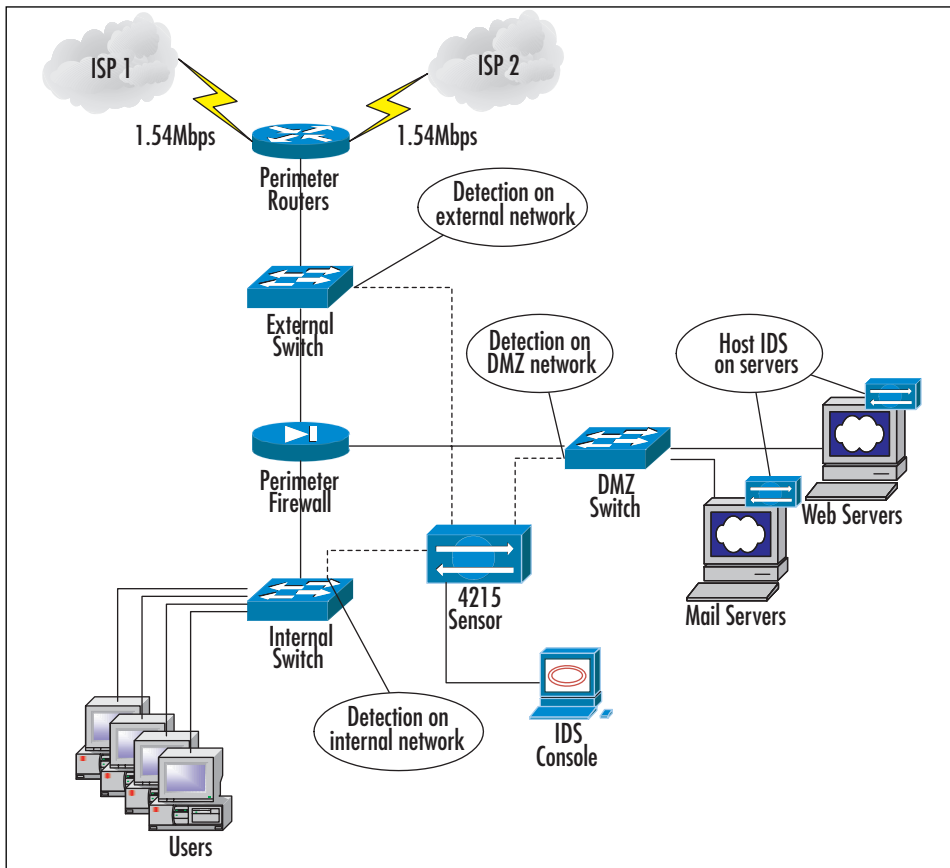 ISP 1
ISP 2
1.54Mbps
1.54Mbps
Perimeter
Routers
Detection on
external network
External
Switch
Detection on
DMZ network
Host IDS
on servers
Perimeter
Firewall
DMZ
Switch
Web Servers
Mail Servers
4215
Sensor
Internal
Switch
Detection on
internal network
IDS
Console
Users